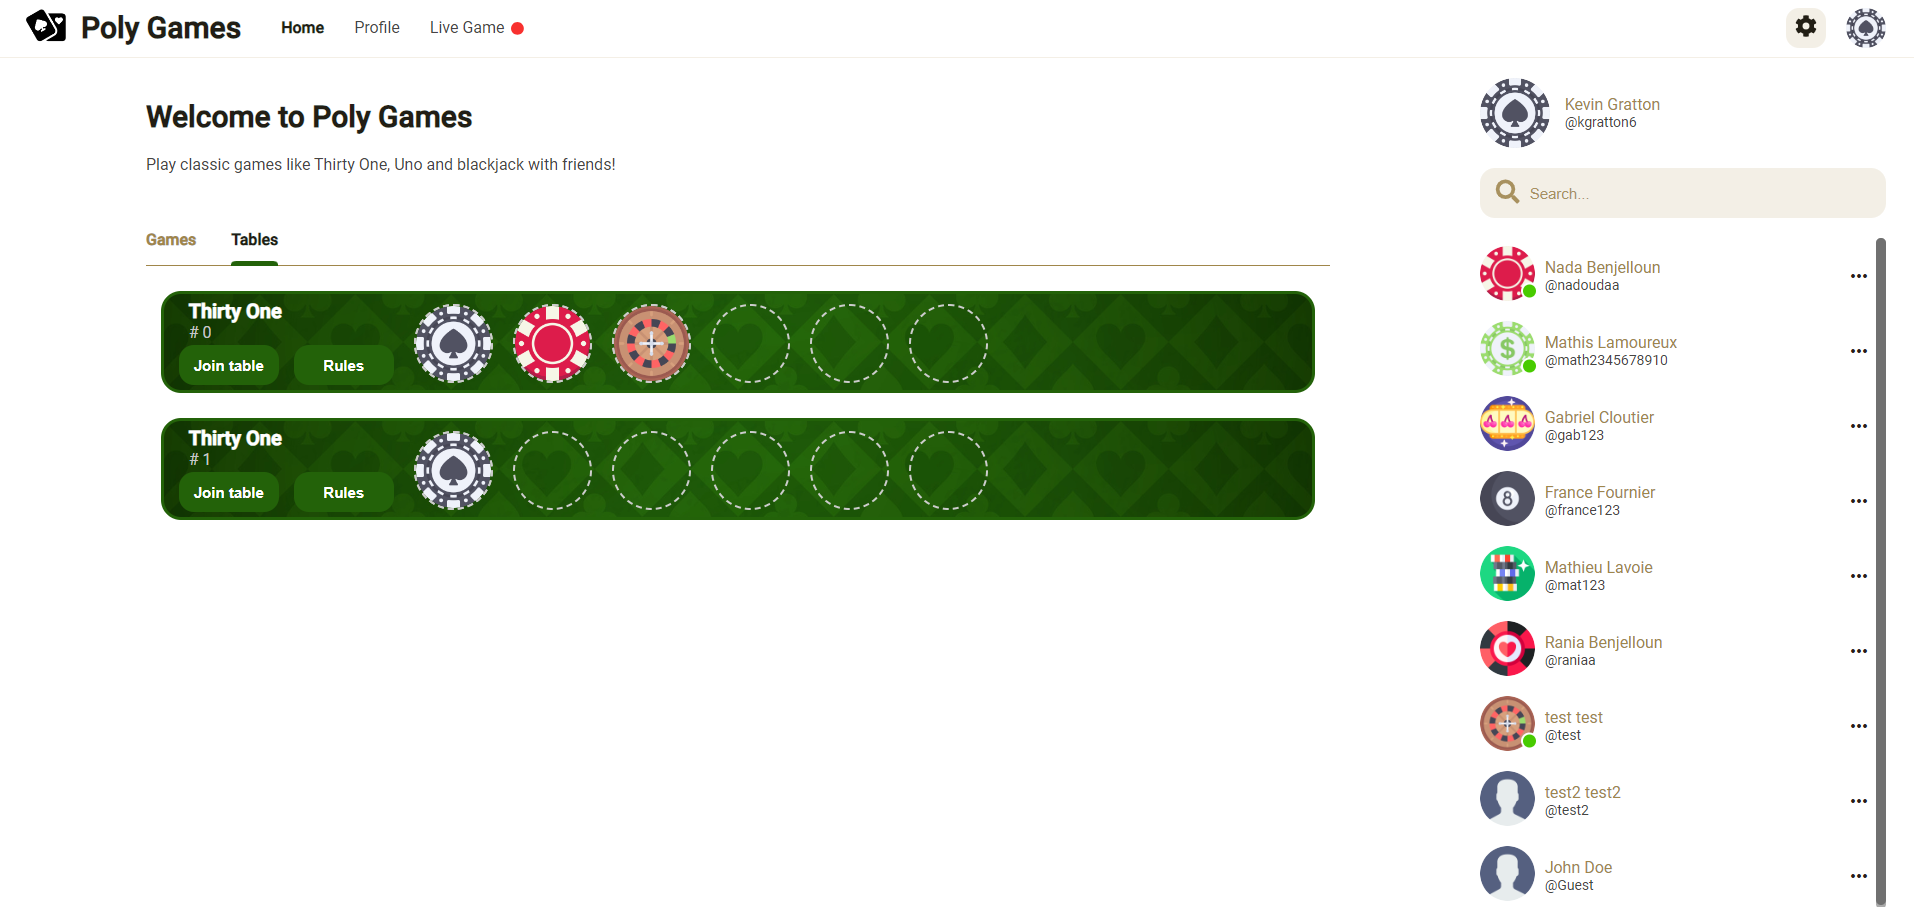 Poly Games
Home
Profile
Live Game
Kevin Gratton
@kgratton6
Welcome to Poly Games
Play classic games like Thirty One, Uno and blackjack with friends!
Search...
Games
Tables
Thirty One
# 0
Join table
Rules
Thirty One
# 1
Join table
Rules
Nada Benjelloun
@nadoudaa
Mathis Lamoureux
@math2345678910
$
Gabriel Cloutier
@gab123
France Fournier
@france123
8
Mathieu Lavoie
@mat123
Rania Benjelloun
@raniaa
test test
@test
test2 test2
@test2
John Doe
@Guest